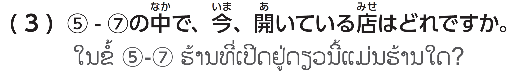 (３) ⑤-⑦の中で、今、開いている店はどれですか。
ໃນຂໍ້ ⑤-⑦ ຮ້ານທີ່ເປີດຢູ່ດຽວນີ້ແມ່ນຮ້ານໃດ?